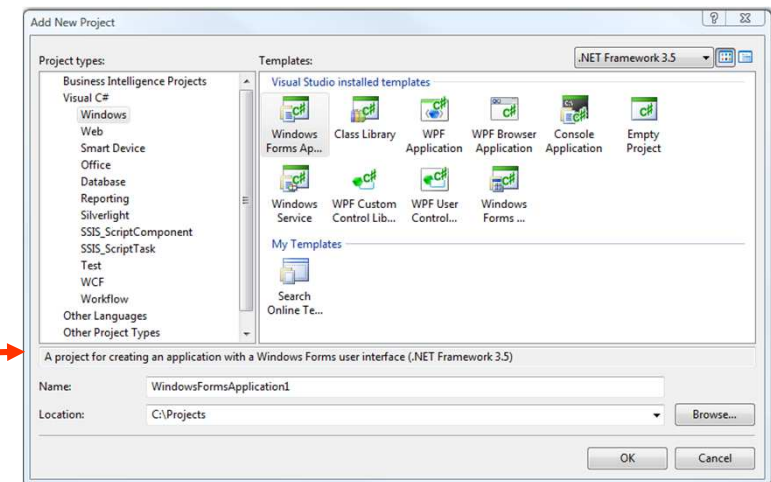 Add New Project
Project types:
Templates:
.NET Framework 3.5
Business Intelligence Projects
Visual C#
Windows
Web
Smart Device
Office
Database
Reporting
Silverlight
SSIS_ScriptComponent
SSIS_ScriptTask
Test
WCF
Workflow
Other Languages
Other Project Types
Visual Studio installed templates
Windows Forms Ap...
Class Library
WPF Application
WPF Browser Application
Console Application
Empty Project
Windows Service
WPF Custom Control Lib...
WPF User Control...
Windows Forms ...
My Templates
Search Online Te...
A project for creating an application with a Windows Forms user interface (.NET Framework 3.5)
Name:
WindowsFormsApplication1
Location:
C:\Projects
Browse...
OK
Cancel